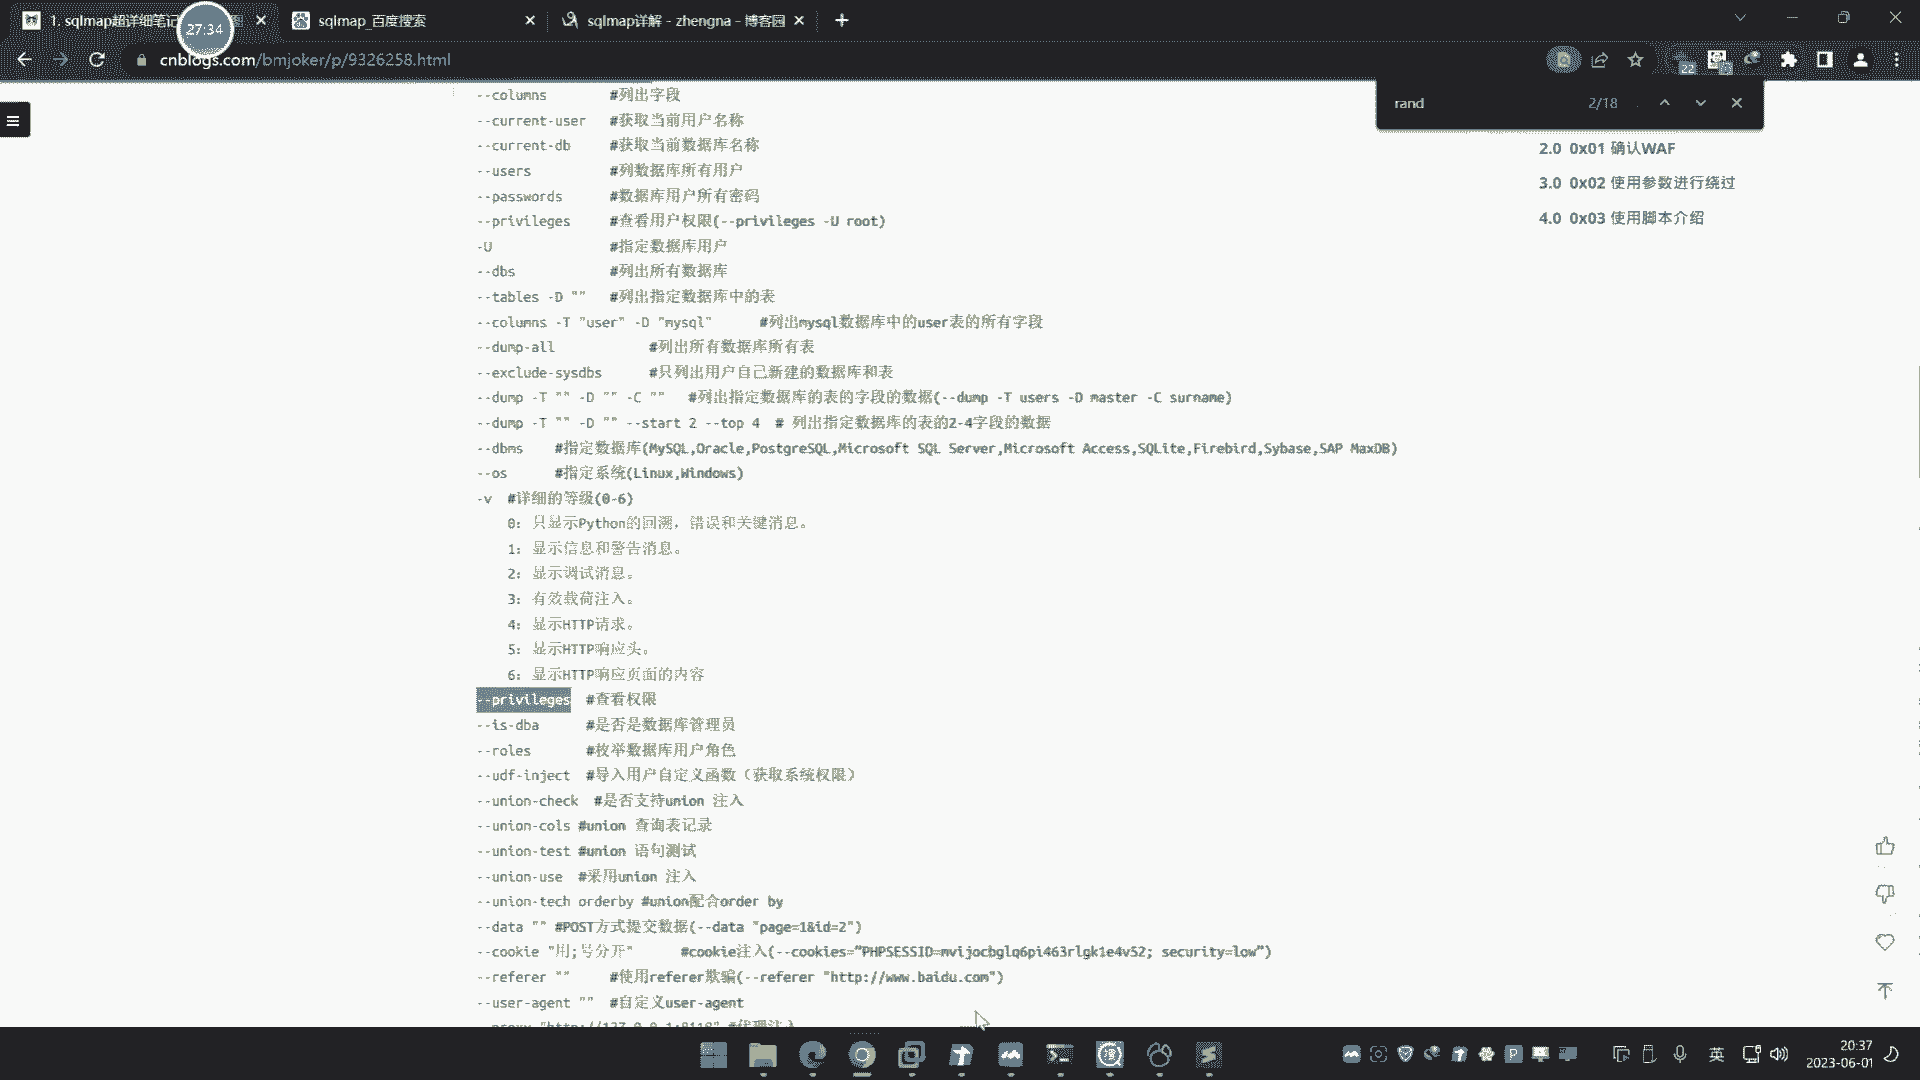 1. sqlmap超详细笔记
27:34
sqlmap_百度搜索
sqlmap详解 - zhengna - 博客园
cnblogs.com/bmjoker/p/9326258.html
22
rand
2/18
--columns #列出字段
--current-user #获取当前用户名称
--current-db #获取当前数据库名称
--users #列数据库所有用户
--passwords #数据库用户所有密码
--privileges #查看用户权限(--privileges -U root)
-U #指定数据库用户
--dbs #列出所有数据库
--tables -D "" #列出指定数据库中的表
--columns -T "user" -D "mysql" #列出mysql数据库中的user表的所有字段
--dump-all #列出所有数据库所有表
--exclude-sysdbs #只列出用户自己新建的数据库和表
--dump -T "" -D "" -C "" #列出指定数据库的表的字段的数据(--dump -T users -D master -C surname)
--dump -T "" -D "" --start 2 --top 4 # 列出指定数据库的表的2-4字段的数据
--dbms #指定数据库(MySQL,Oracle,PostgreSQL,Microsoft SQL Server,Microsoft Access,SQLite,Firebird,Sybase,SAP MaxDB)
--os #指定系统(Linux,Windows)
-v #详细的等级(0-6)
0: 只显示Python的回溯，错误和关键消息。
1: 显示信息和警告消息。
2: 显示调试消息。
3: 有效载荷注入。
4: 显示HTTP请求。
5: 显示HTTP响应头。
6: 显示HTTP响应页面的内容
--privileges #查看权限
--is-dba #是否是数据库管理员
--roles #枚举数据库用户角色
--udf-inject #导入用户自定义函数（获取系统权限）
--union-check #是否支持union 注入
--union-cols #union 查询表记录
--union-test #union 语句测试
--union-use #采用union 注入
--union-tech orderby #union配合order by
--data "" #POST方式提交数据(--data "page=1&id=2")
--cookie "用;号分开" #cookie注入(--cookies="PHPSESSID=mvijocbglq6pi463rlgk1e4v52; security=low")
--referer "" #使用referer欺骗(--referer "http://www.baidu.com")
--user-agent "" #自定义user-agent
--proxy "http://127.0.0.1:8118" #代理注入
2.0 0x01 确认WAF
3.0 0x02 使用参数进行绕过
4.0 0x03 使用脚本介绍
英
20:37
2023-06-01